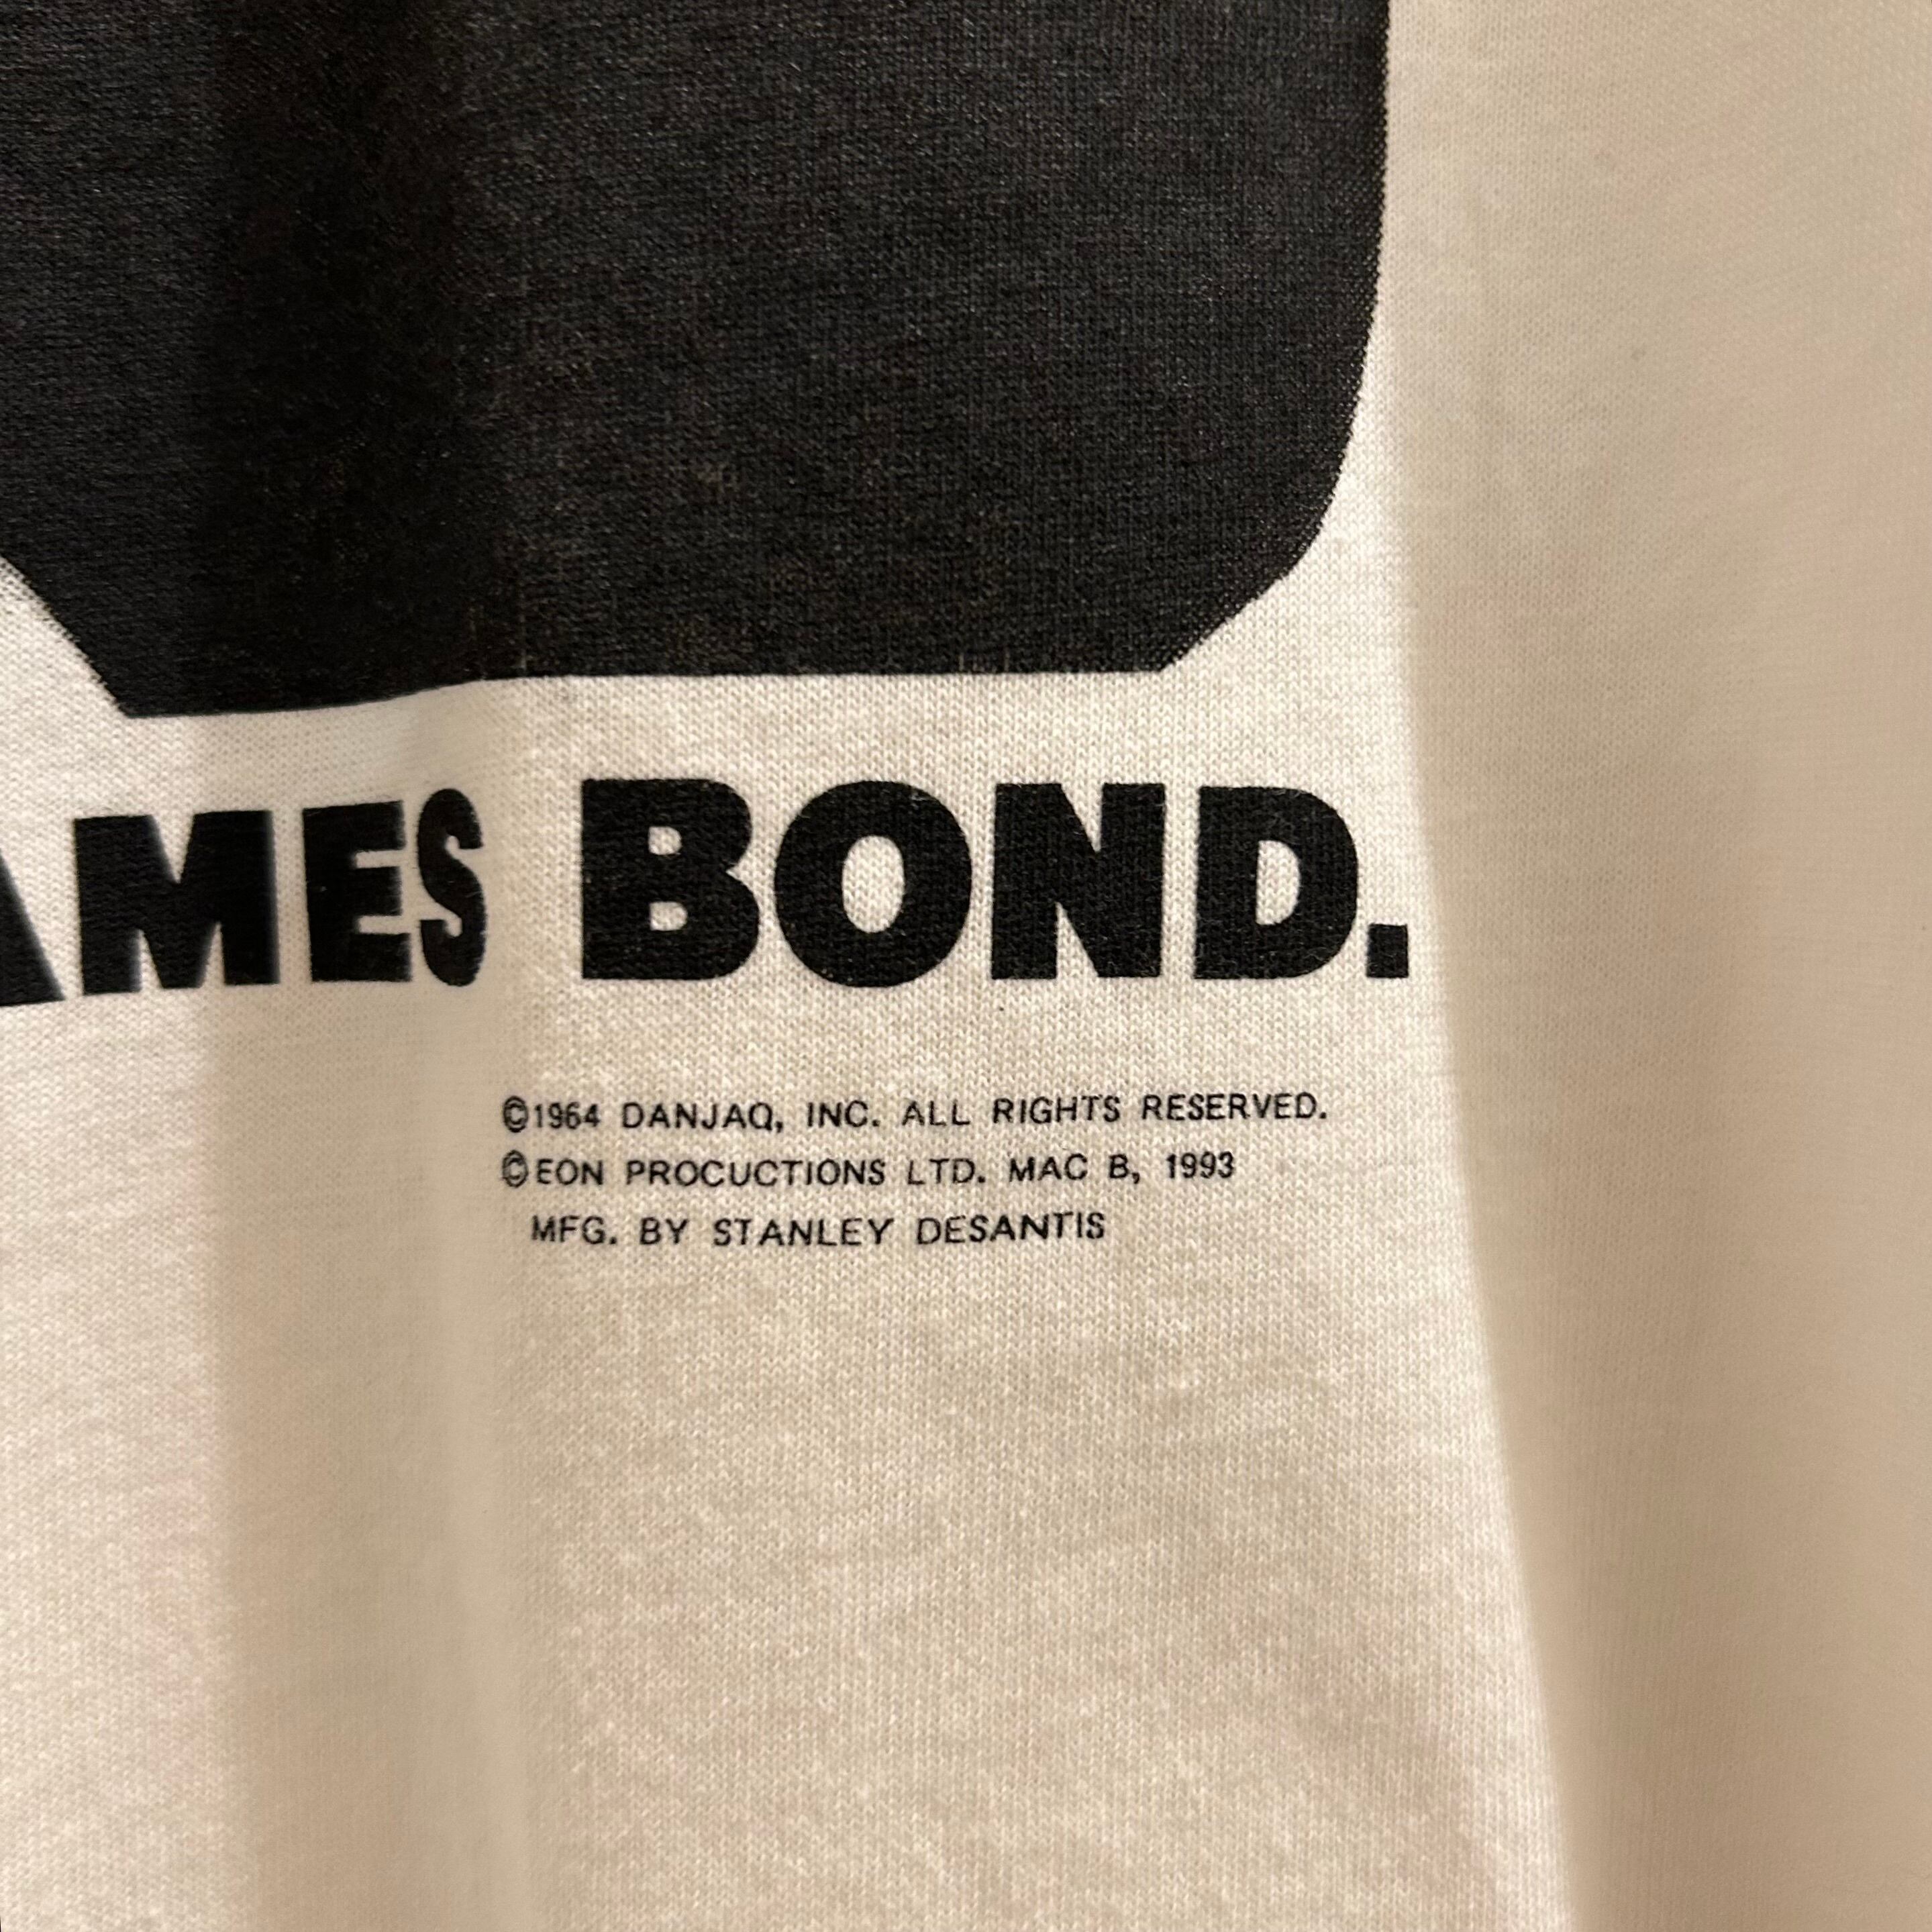 AMES BOND.
©1964 DANJAQ, INC. ALL RIGHTS RESERVED.
©EON PROCUCTIONS LTD. MAC B, 1993
MFG. BY STANLEY DESANTIS